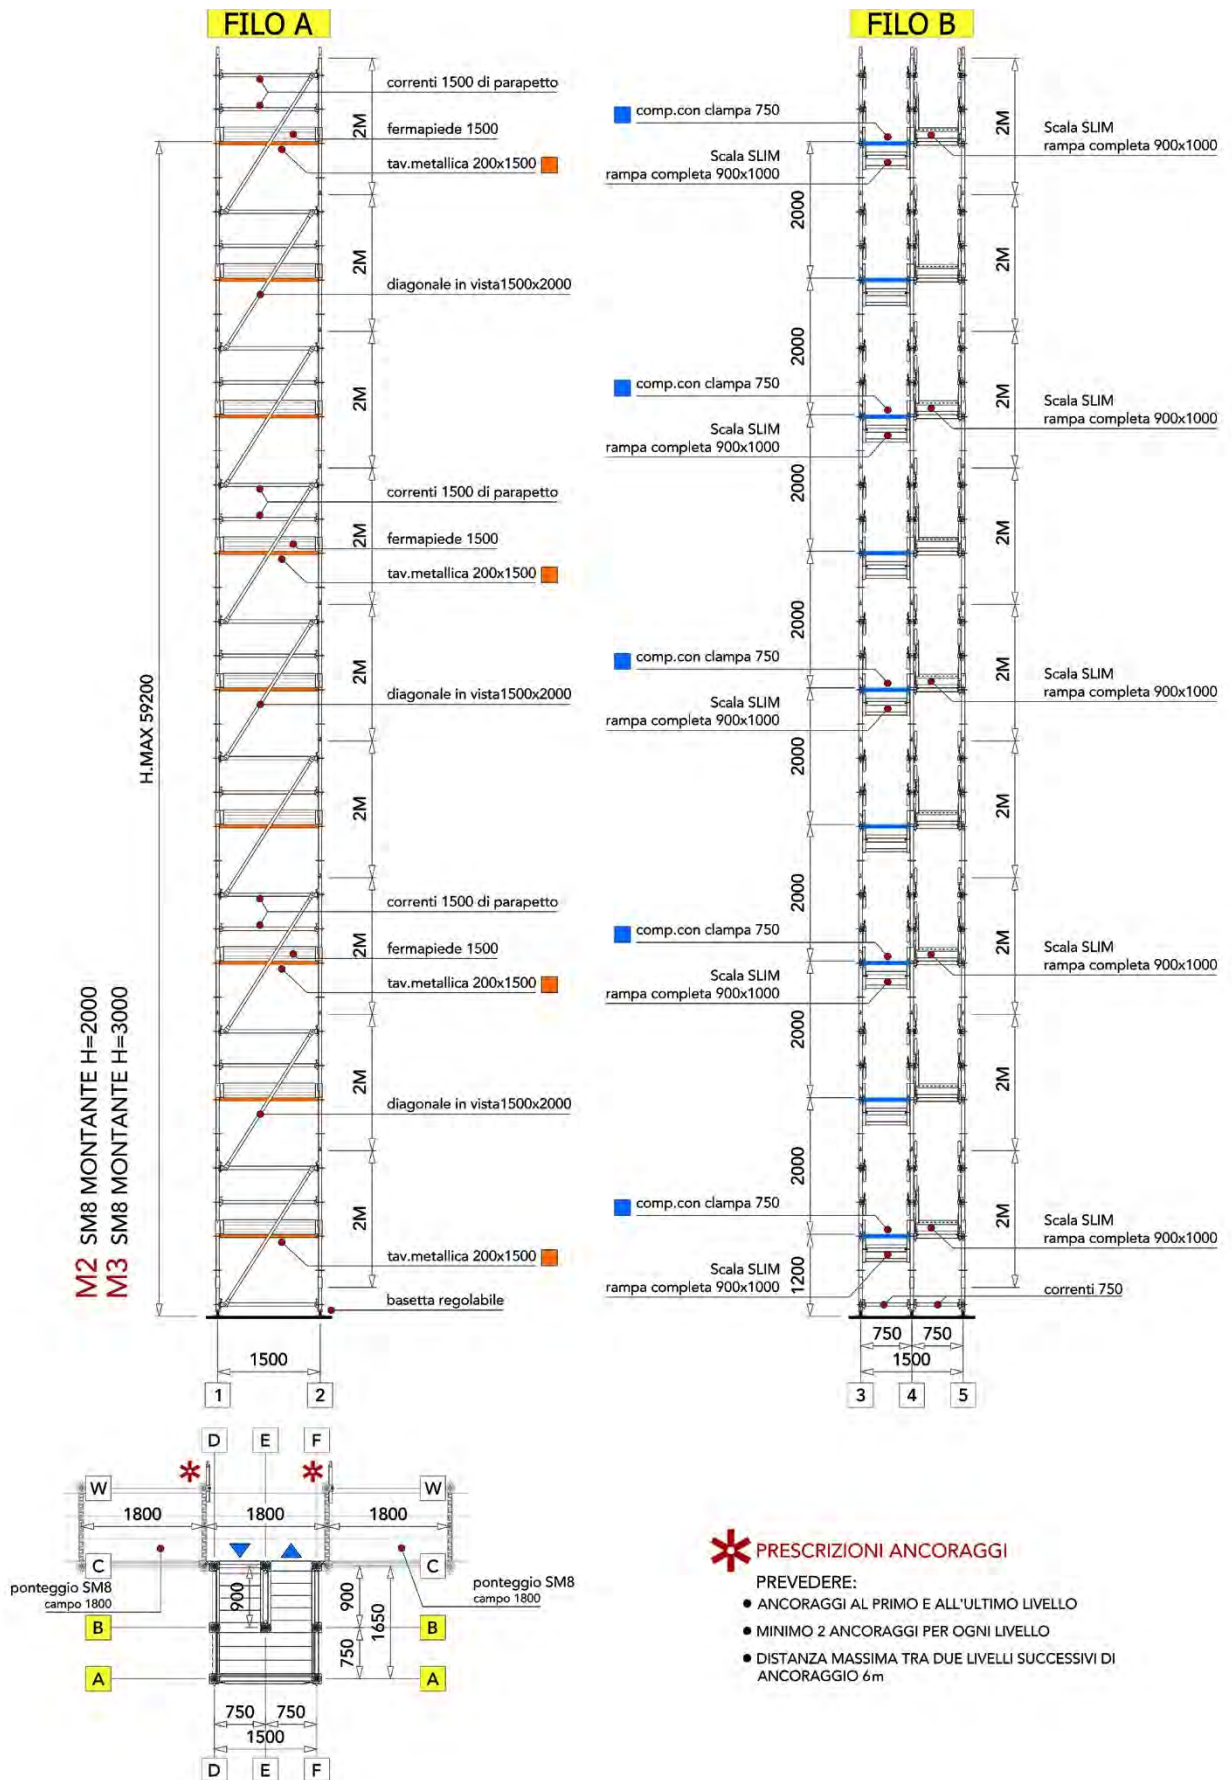 FILO A
correnti 1500 di parapetto
fermapiede 1500
tav.metallica 200x1500
diagonale in vista1500x2000
correnti 1500 di parapetto
fermapiede 1500
tav.metallica 200x1500
diagonale in vista1500x2000
correnti 1500 di parapetto
fermapiede 1500
tav.metallica 200x1500
diagonale in vista1500x2000
tav.metallica 200x1500
basetta regolabile
2M
2M
2M
2M
2M
2M
2M
2M
2M
H.MAX 59200
M2 SM8 MONTANTE H=2000
M3 SM8 MONTANTE H=3000
1500
1
2
FILO B
comp.con clampa 750
Scala SLIM
rampa completa 900x1000
Scala SLIM
rampa completa 900x1000
comp.con clampa 750
Scala SLIM
rampa completa 900x1000
Scala SLIM
rampa completa 900x1000
comp.con clampa 750
Scala SLIM
rampa completa 900x1000
Scala SLIM
rampa completa 900x1000
comp.con clampa 750
Scala SLIM
rampa completa 900x1000
Scala SLIM
rampa completa 900x1000
comp.con clampa 750
Scala SLIM
rampa completa 900x1000
Scala SLIM
rampa completa 900x1000
correnti 750
2000
2000
2000
2000
2000
2000
2000
2000
1200
2M
2M
2M
2M
2M
2M
2M
2M
2M
750
750
1500
3
4
5
D
E
F
W
W
1800
1800
1800
C
C
ponteggio SM8
campo 1800
ponteggio SM8
campo 1800
900
900
1650
750
B
B
A
A
750
750
1500
D
E
F
PRESCRIZIONI ANCORAGGI
PREVEDERE:
● ANCORAGGI AL PRIMO E ALL'ULTIMO LIVELLO
● MINIMO 2 ANCORAGGI PER OGNI LIVELLO
● DISTANZA MASSIMA TRA DUE LIVELLI SUCCESSIVI DI
ANCORAGGIO 6m